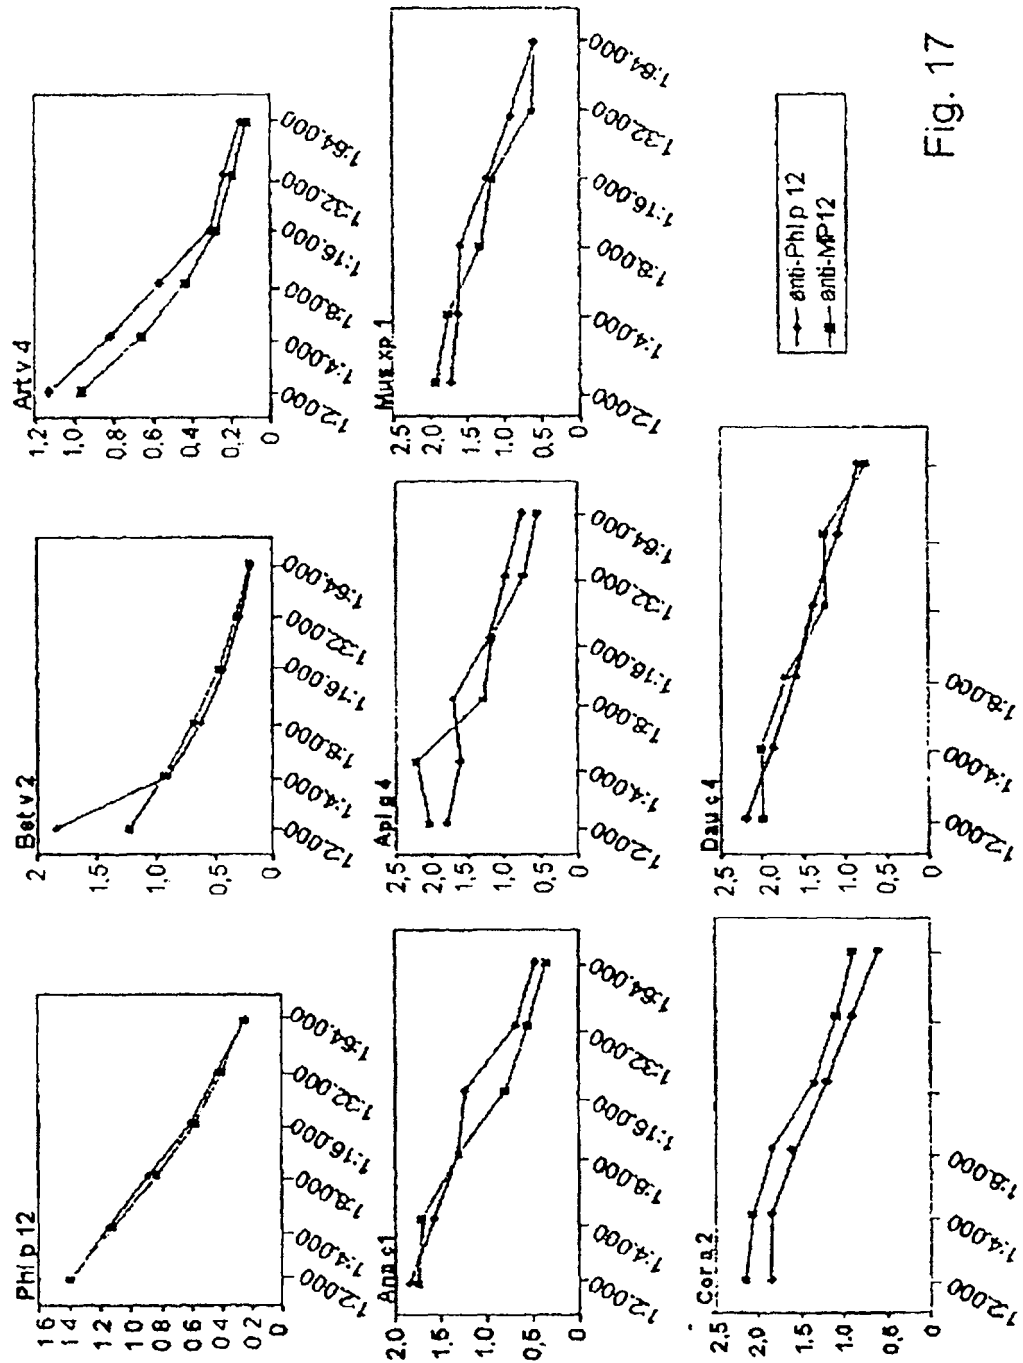 Phl p 12
1 6
1 4
1 2
1
0 8
0 6
0 4
0 2
0
1:2.000 1:4.000 1:8.000 1:16.000 1:32.000 1:64.000
Bet v 2
2
1,5
1,0
0,5
0
1:2.000 1:4.000 1:8.000 1:16.000 1:32.000 1:64.000
Art v 4
1,2
1,0
0,8
0,6
0,4
0,2
0
1:2.000 1:4.000 1:8.000 1:16.000 1:32.000 1:64.000
Ana c1
2.0
1,5
1.0
0,5
0
1:2.000 1:4.000 1:8.000 1:16.000 1:32.000 1:64.000
Api g 4
2,5
2,0
1,5
1.0
0,5
0
1:2.000 1:4.000 1:8.000 1:16.000 1:32.000 1:64.000
Mus xp 1
2.5
2.0
1.5
1.0
0.5
0
1:2.000 1:4.000 1:8.000 1:16.000 1:32.000 1:64.000
Cor a 2
2,5
2,0
1.5
1.0
0.5
0
1:2.000 1:4.000 1:8.000
Dau c 4
2,5
2.0
1.5
1.0
0.5
0
1:2.000 1:4.000 1:8.000
anti-Phl p 12
anti-MP12
Fig. 17